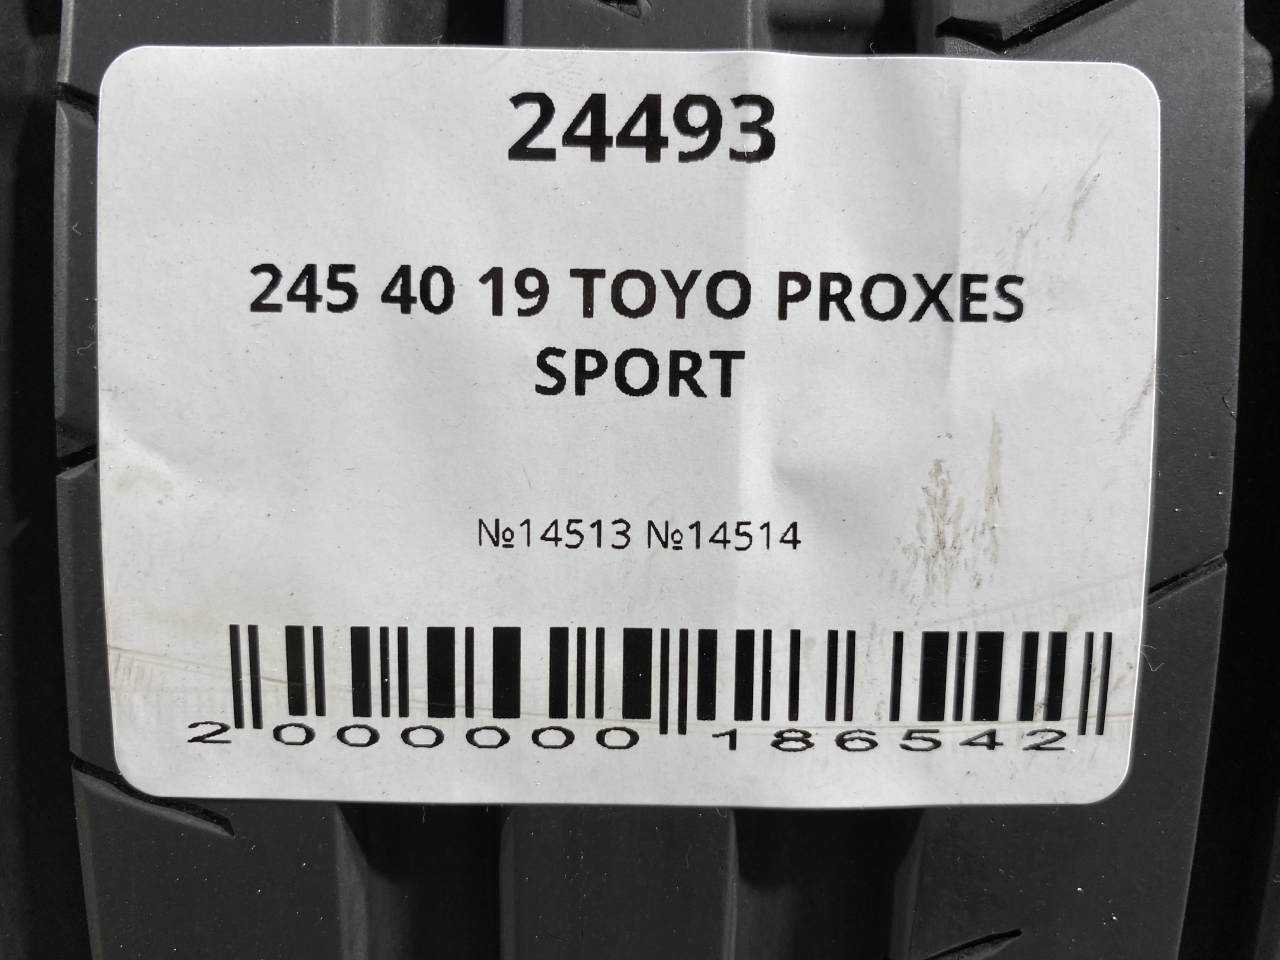 24493
245 40 19 TOYO PROXES
SPORT
№14513 №14514
2 000000 186542